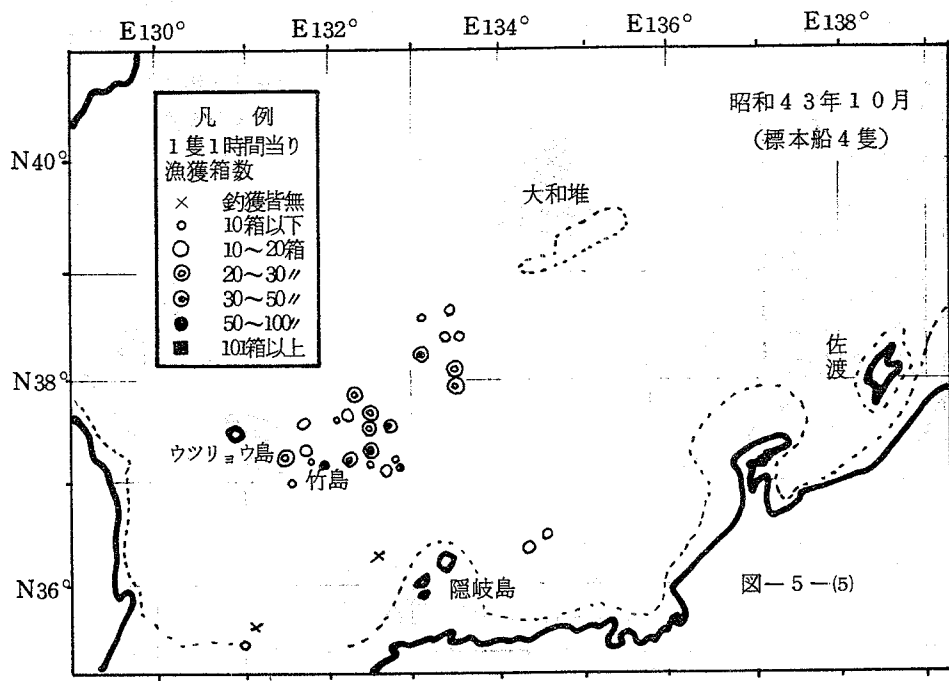 E130° E132° E134° E136° E138°
昭和43年10月
(標本船4隻)
凡 例
1隻1時間当り
漁獲箱数
× 釣獲皆無
10箱以下
10〜20箱
20〜30〃
30〜50〃
50〜100〃
101箱以上
N40°
大和堆
佐渡
N38°
ウツリョウ島
竹島
N36°
隠岐島
図-5-(5)